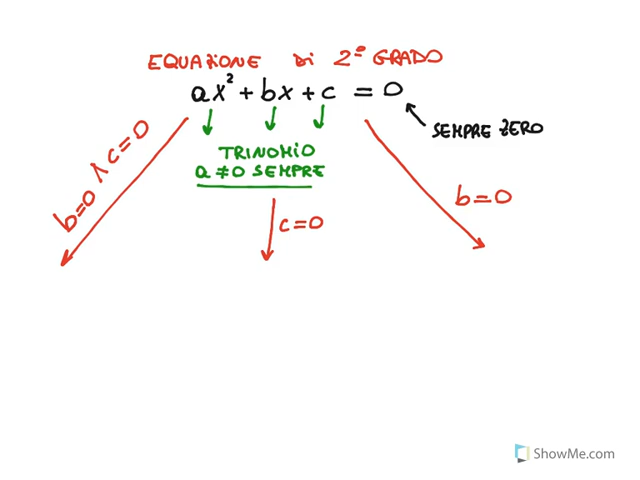 EQUAZIONE DI 2° GRADO
ax² + bx + c = 0
SEMPRE ZERO
TRINOMIO
a ≠ 0 SEMPRE
b=0 ∧ c=0
c=0
b=0
ShowMe.com